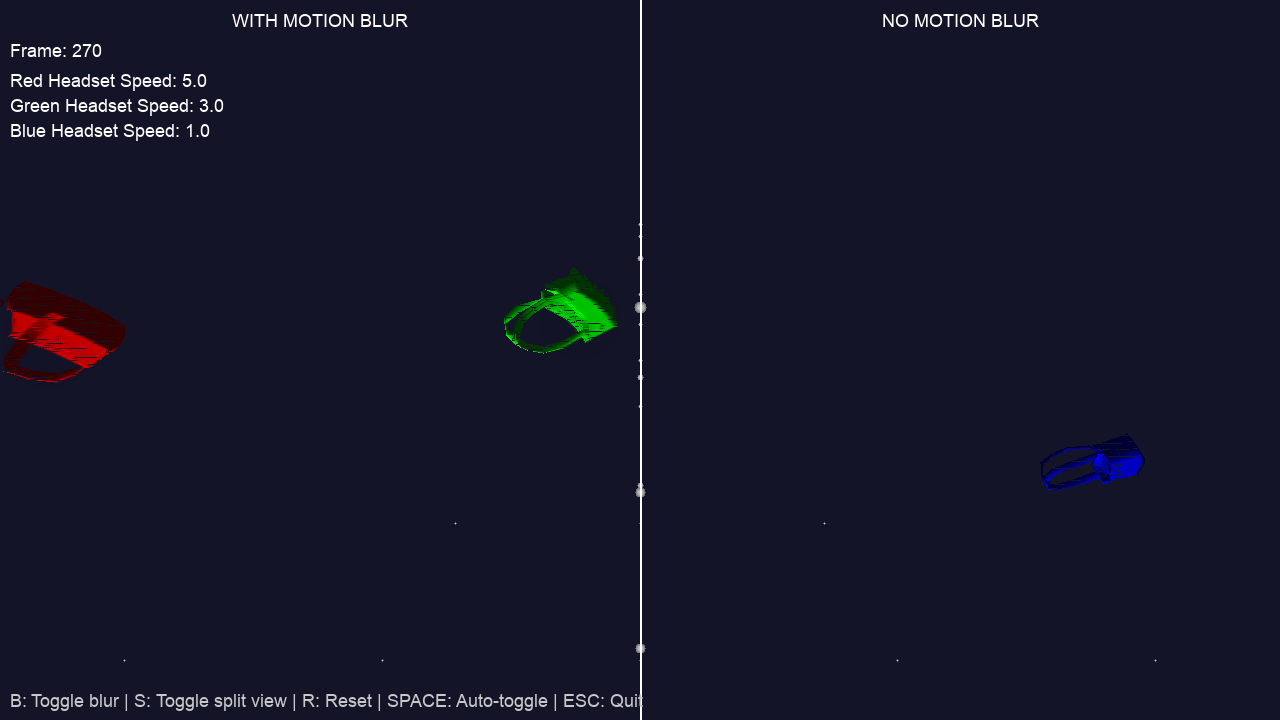 WITH MOTION BLUR
NO MOTION BLUR
Frame: 270
Red Headset Speed: 5.0
Green Headset Speed: 3.0
Blue Headset Speed: 1.0
B: Toggle blur | S: Toggle split view | R: Reset | SPACE: Auto-toggle | ESC: Quit